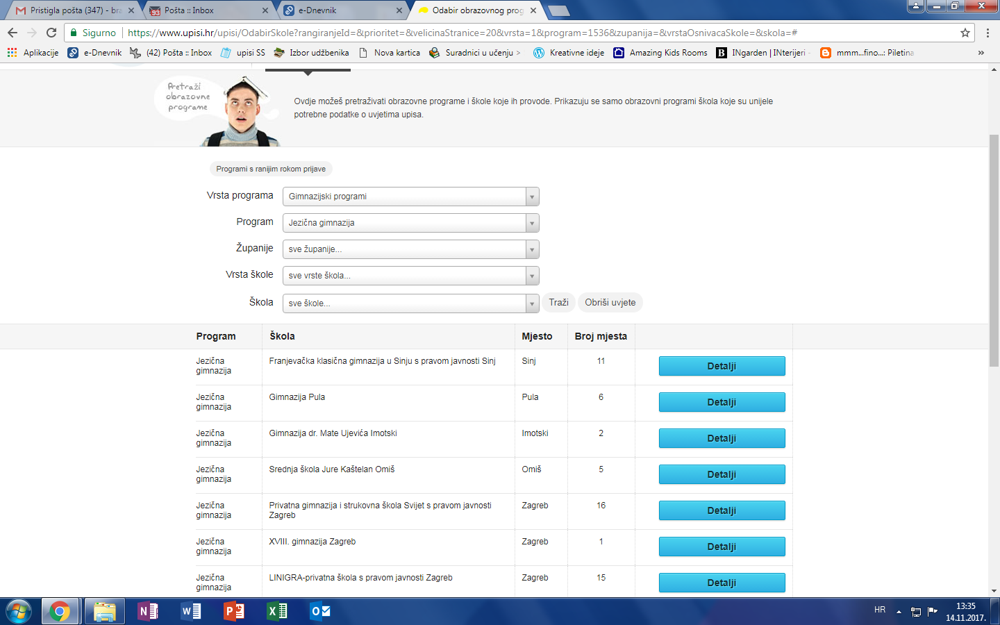 Pristigla pošta (347) - bra
Pošta :: Inbox
e-Dnevnik
Odabir obrazovnog prog
Sigurno
https://www.upisi.hr/upisi/OdabirSkole?rangiranjeId=&prioritet=&velicinaStranice=20&vrsta=1&program=1536&zupanija=&vrstaOsnivacaSkole=&skola=#
Aplikacije
e-Dnevnik
(42) Pošta :: Inbox
upisi SS
Izbor udžbenika
Nova kartica
Suradnici u učenju >
Kreativne ideje
Amazing Kids Rooms
INgarden | INterijeri -
mmm...fino...: Piletina
»
Pretraži
obrazovne
programe
Ovdje možeš pretraživati obrazovne programe i škole koje ih provode. Prikazuju se samo obrazovni programi škola koje su unijele
potrebne podatke o uvjetima upisa.
Programi s ranijim rokom prijave
Vrsta programa Gimnazijski programi
Program Jezična gimnazija
Županije sve županije...
Vrsta škole sve vrste škola...
Škola sve škole... Traži Obriši uvjete
Program Škola Mjesto Broj mjesta
Jezična gimnazija Franjevačka klasična gimnazija u Sinju s pravom javnosti Sinj Sinj 11 Detalji
Jezična gimnazija Gimnazija Pula Pula 6 Detalji
Jezična gimnazija Gimnazija dr. Mate Ujevića Imotski Imotski 2 Detalji
Jezična gimnazija Srednja škola Jure Kaštelan Omiš Omiš 5 Detalji
Jezična gimnazija Privatna gimnazija i strukovna škola Svijet s pravom javnosti Zagreb Zagreb 16 Detalji
Jezična gimnazija XVIII. gimnazija Zagreb Zagreb 1 Detalji
Jezična gimnazija LINIGRA-privatna škola s pravom javnosti Zagreb Zagreb 15 Detalji
HR
13:35
14.11.2017.